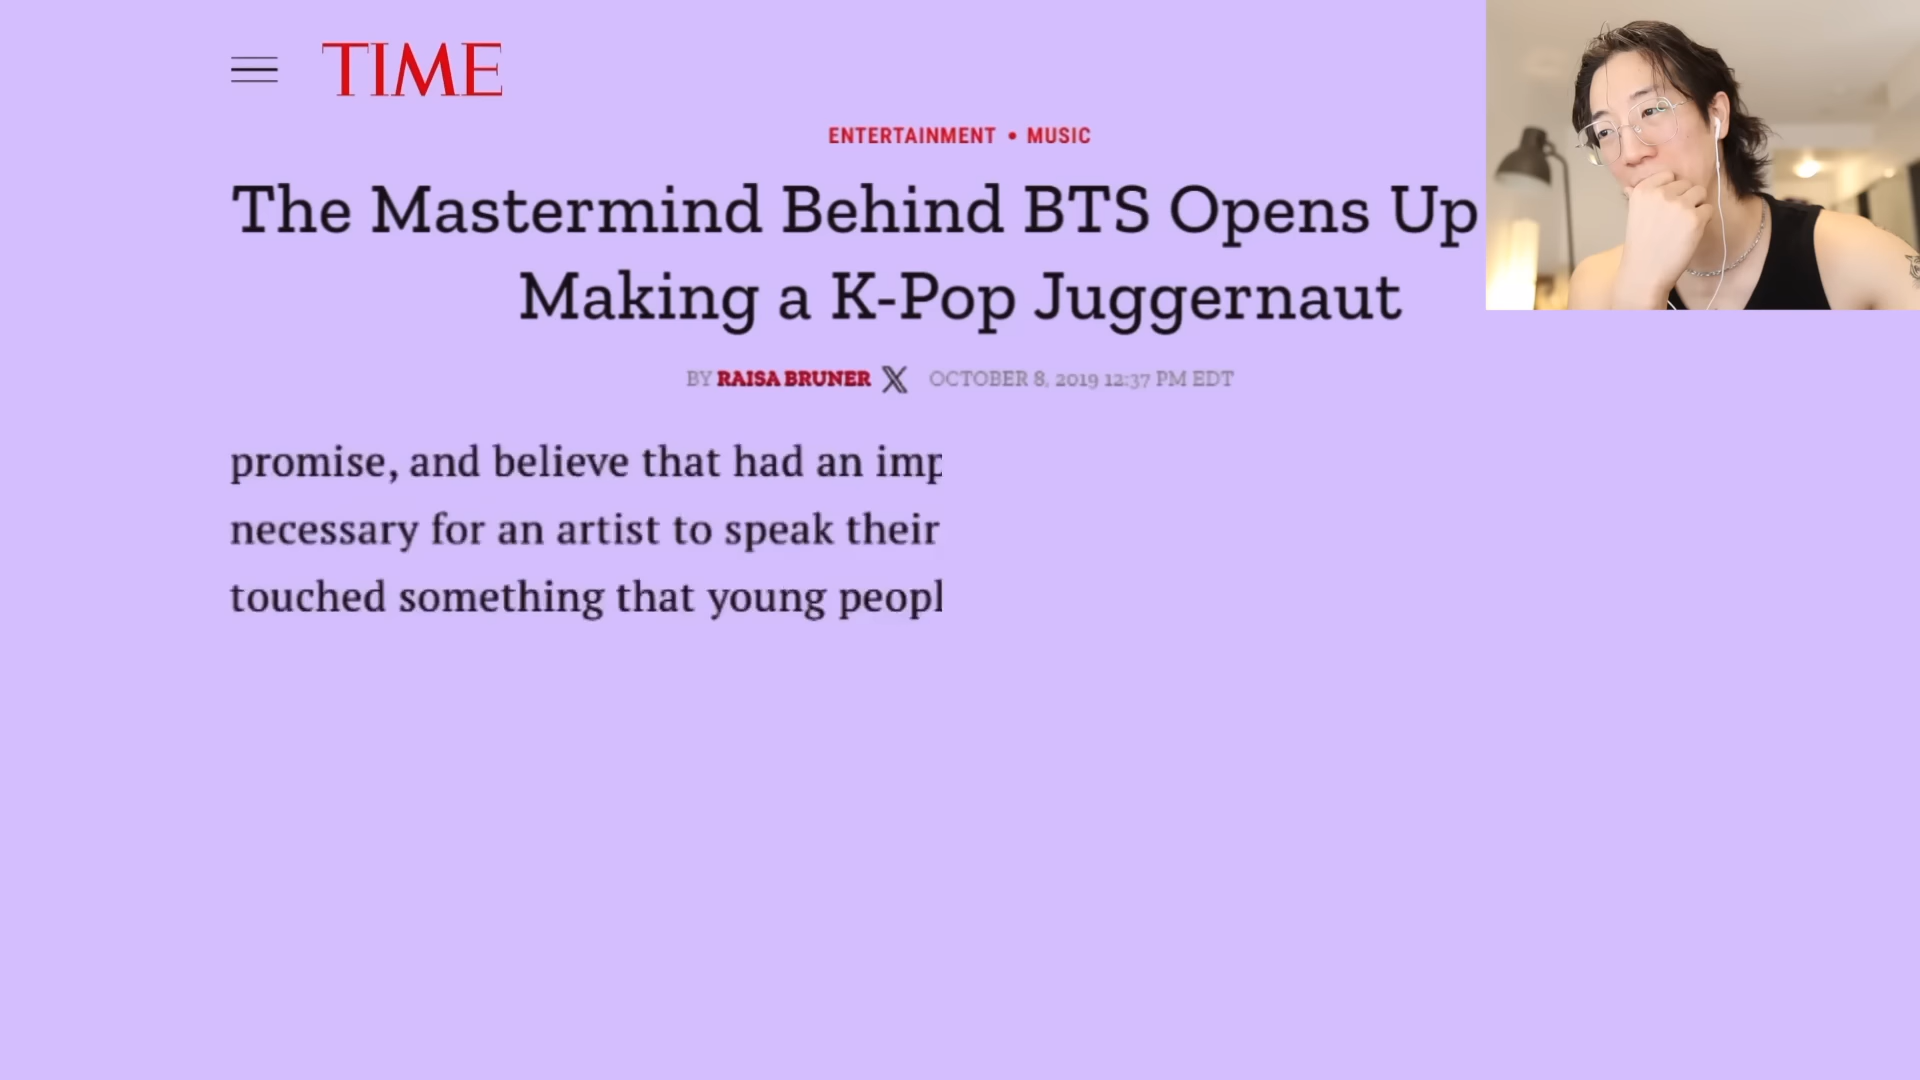 TIME
ENTERTAINMENT • MUSIC
The Mastermind Behind BTS Opens Up
Making a K-Pop Juggernaut
BY RAISA BRUNER X OCTOBER 8, 2019 12:37 PM EDT
promise, and believe that had an imp
necessary for an artist to speak their
touched something that young peopl